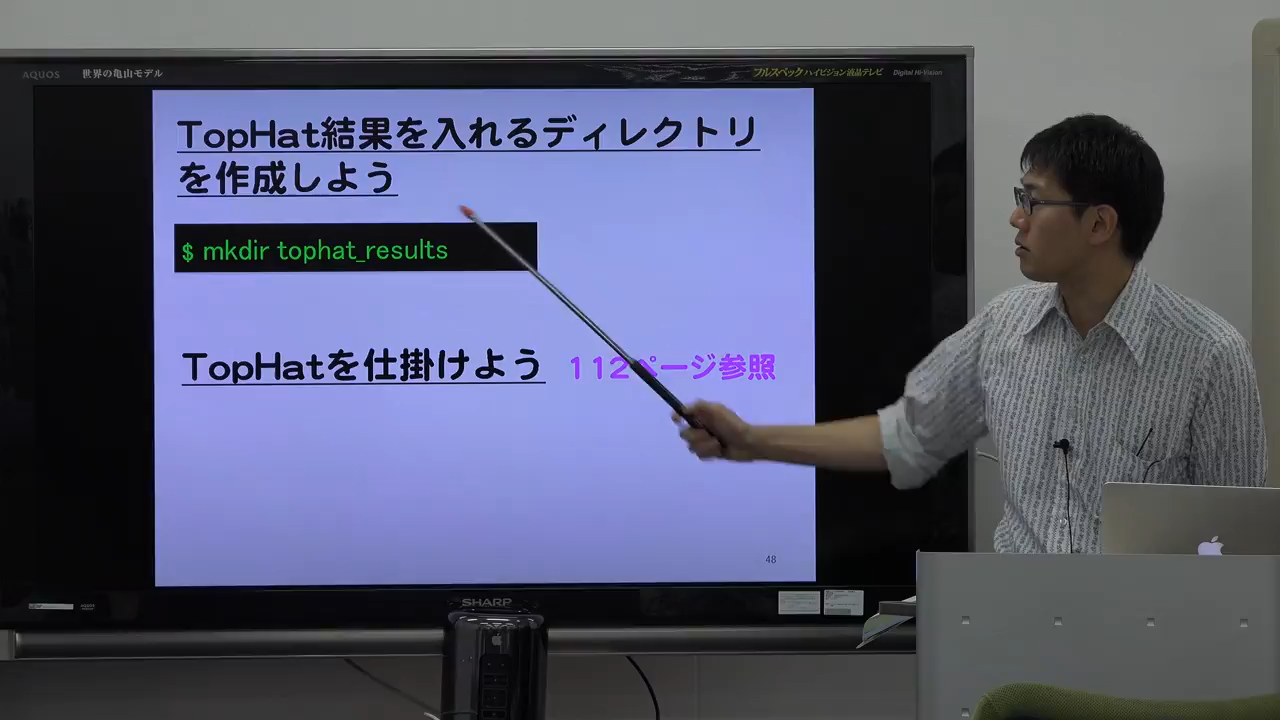 AQUOS 世界の亀山モデル フルスペックハイビジョン液晶テレビ Digital Hi-Vision
TopHat結果を入れるディレクトリ
を作成しよう
$ mkdir tophat_results
TopHatを仕掛けよう 112ページ参照
48
SHARP